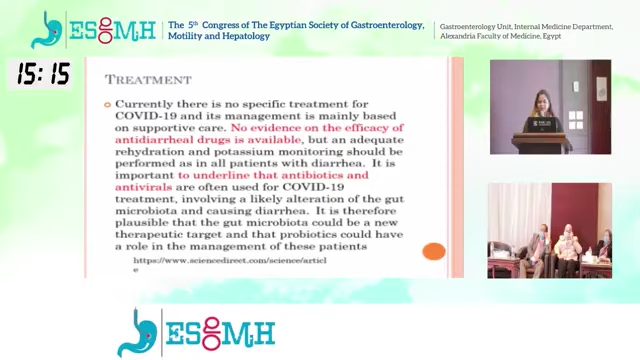 ESGMH
The 5th Congress of The Egyptian Society of Gastroenterology,
Motility and Hepatology
Gastroenterology Unit, Internal Medicine Department,
Alexandria Faculty of Medicine, Egypt
15:15
TREATMENT
Currently there is no specific treatment for
COVID-19 and its management is mainly based
on supportive care. No evidence on the efficacy of
antidiarrheal drugs is available, but an adequate
rehydration and potassium monitoring should be
performed as in all patients with diarrhea. It is
important to underline that antibiotics and
antivirals are often used for COVID-19
treatment, involving a likely alteration of the gut
microbiota and causing diarrhea. It is therefore
plausible that the gut microbiota could be a new
therapeutic target and that probiotics could have
a role in the management of these patients
https://www.sciencedirect.com/science/articl
e
ESGMH